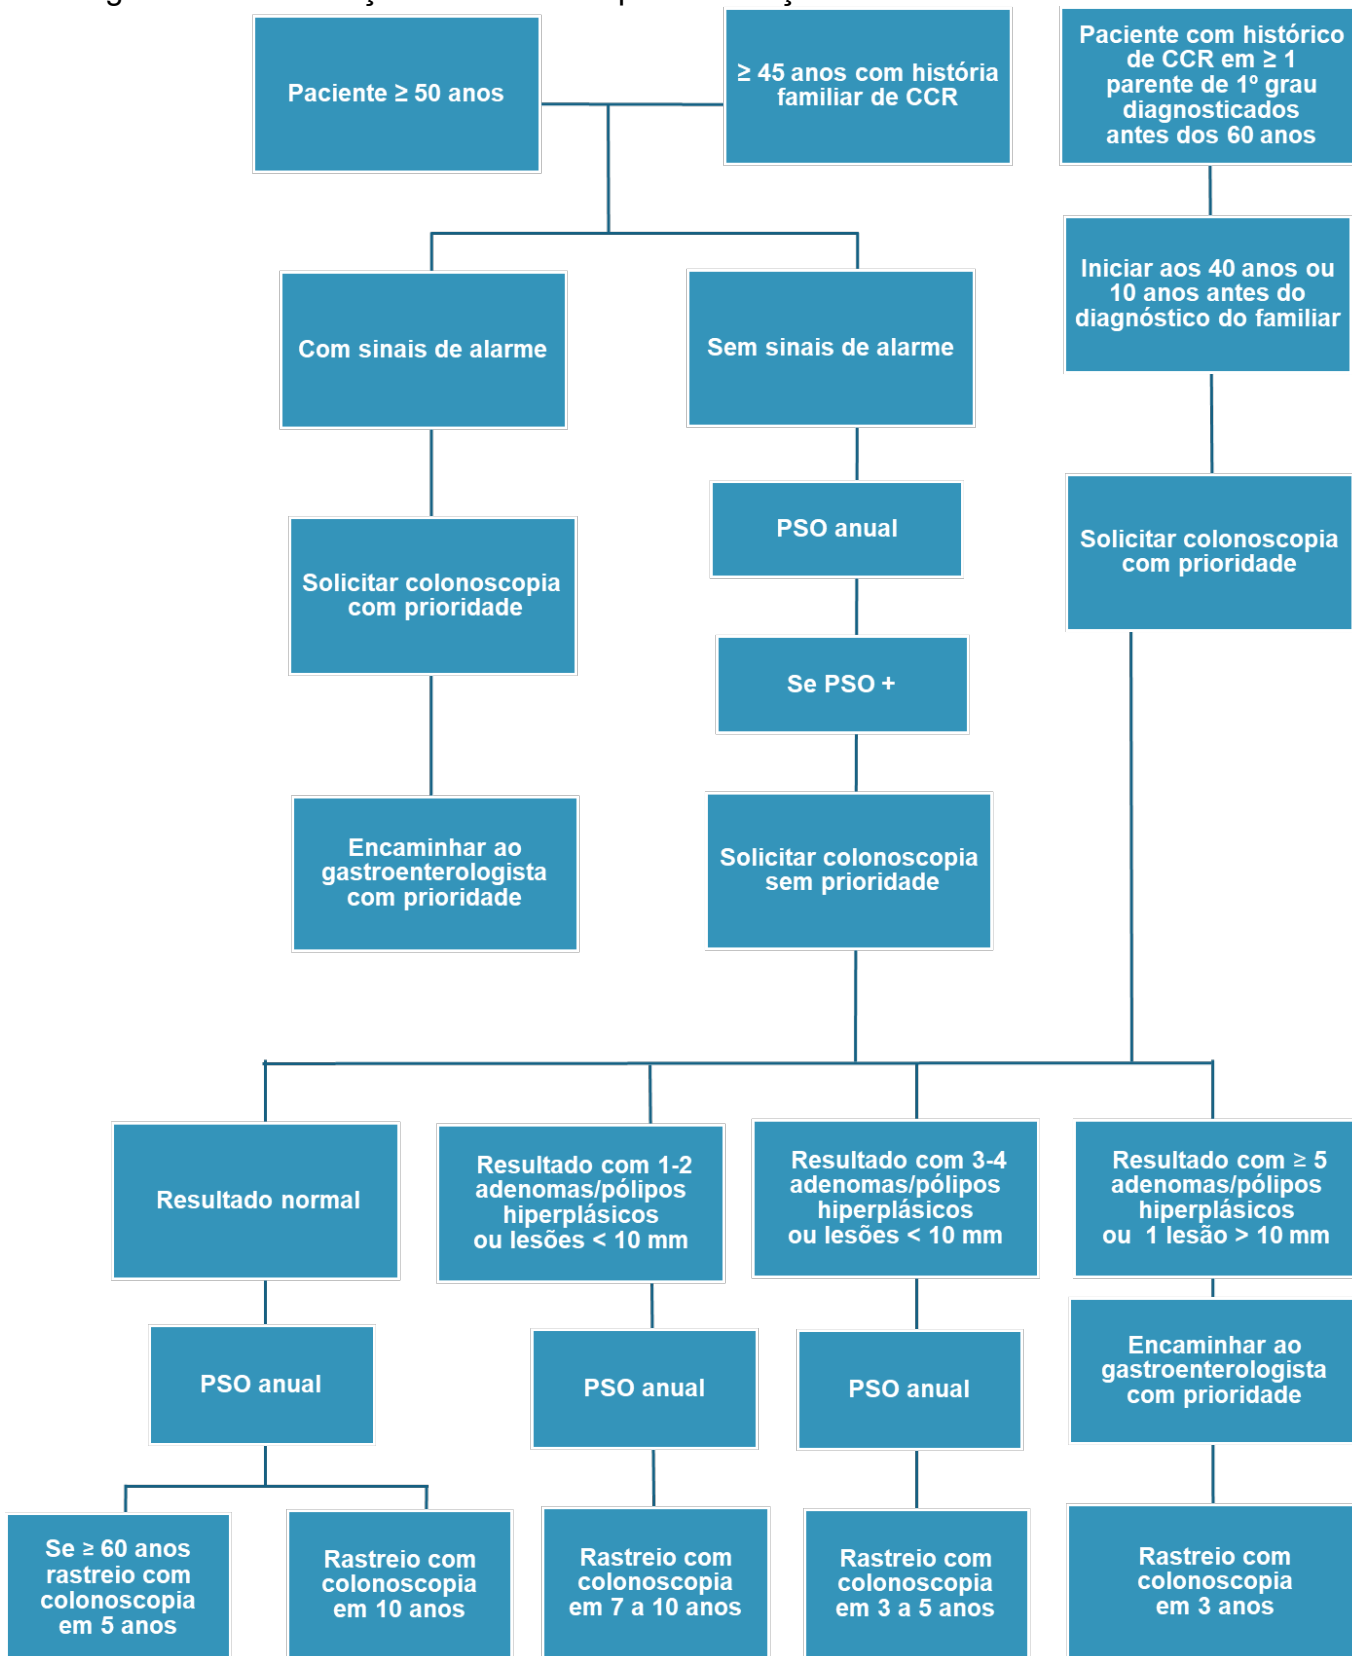 Paciente ≥ 50 anos
≥ 45 anos com história
familiar de CCR
Paciente com histórico
de CCR em ≥ 1
parente de 1º grau
diagnosticados
antes dos 60 anos
Com sinais de alarme
Sem sinais de alarme
Iniciar aos 40 anos ou
10 anos antes do
diagnóstico do familiar
Solicitar colonoscopia
com prioridade
PSO anual
Solicitar colonoscopia
com prioridade
Se PSO +
Encaminhar ao
gastroenterologista
com prioridade
Solicitar colonoscopia
sem prioridade
Resultado normal
Resultado com 1-2
adenomas/pólipos
hiperplásicos
ou lesões < 10 mm
Resultado com 3-4
adenomas/pólipos
hiperplásicos
ou lesões < 10 mm
Resultado com ≥ 5
adenomas/pólipos
hiperplásicos
ou 1 lesão > 10 mm
PSO anual
PSO anual
PSO anual
Encaminhar ao
gastroenterologista
com prioridade
Se ≥ 60 anos
rastreio com
colonoscopia
em 5 anos
Rastreio com
colonoscopia
em 10 anos
Rastreio com
colonoscopia
em 7 a 10 anos
Rastreio com
colonoscopia
em 3 a 5 anos
Rastreio com
colonoscopia
em 3 anos